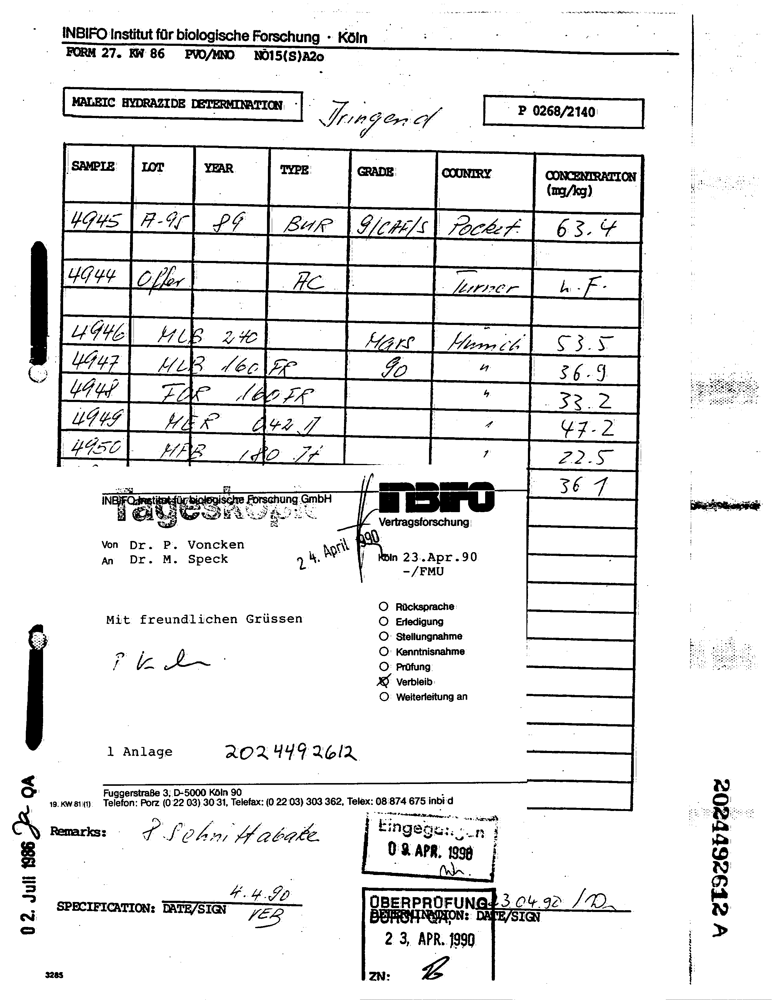 INBIFO Institut für biologische Forschung · Köln
FORM 27. KW 86 PVO/MNO NO15(S)A2o
MALEIC HYDRAZIDE DETERMINATION
P 0268/2140
SAMPLE LOT YEAR TYPE GRADE COUNTRY CONCENTRATION
(mg/kg)
4945 A-95 89 BUR Pocket 63.4
4944 Offer AC Turner n.F.
4946 MLB 240 Mars Munich 53.5
4947 MLB 160 FR 90 " 36.9
4948 FOR 160 FR " 33.2
4949 MER 042 " 47.2
4950 MFB 180 It " 22.5
36 1
INBIFO Institut für biologische Forschung GmbH
Tageskopie
INBIFO
Vertragsforschung
24. April 1990
Von Dr. P. Voncken
An Dr. M. Speck
Köln 23.Apr.90
-/FMU
Mit freundlichen Grüssen
Rücksprache
Erledigung
Stellungnahme
Kenntnisnahme
Prüfung
Verbleib
Weiterleitung an
1 Anlage 2024492612
Fuggerstraße 3, D-5000 Köln 90
19. KW 81 (1) Telefon: Porz (0 22 03) 30 31, Telefax: (0 22 03) 303 362, Telex: 08 874 675 inbi d
Remarks:
Eingegangen
09. APR. 1990
4.4.90
SPECIFICATION: DATE/SIGN VEB
ÜBERPRÜFUNG 23.04.90
DURCH QA,
DETERMINATION: DATE/SIGN
23, APR. 1990
ZN:
3285
02. Juli 1986 QA
2024492612 A